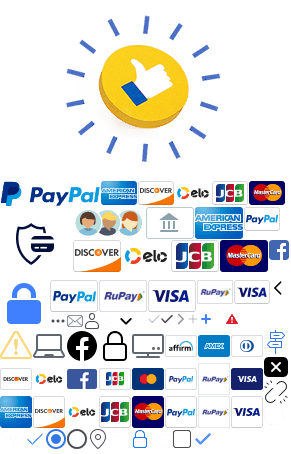 PayPal AMERICAN EXPRESS DISCOVER elo JCB MasterCard
AMERICAN EXPRESS PayPal
DISCOVER elo JCB MasterCard
PayPal RuPay VISA RuPay VISA
affirm AMEX
DISCOVER elo JCB PayPal RuPay VISA
AMERICAN EXPRESS DISCOVER elo JCB MasterCard PayPal RuPay VISA